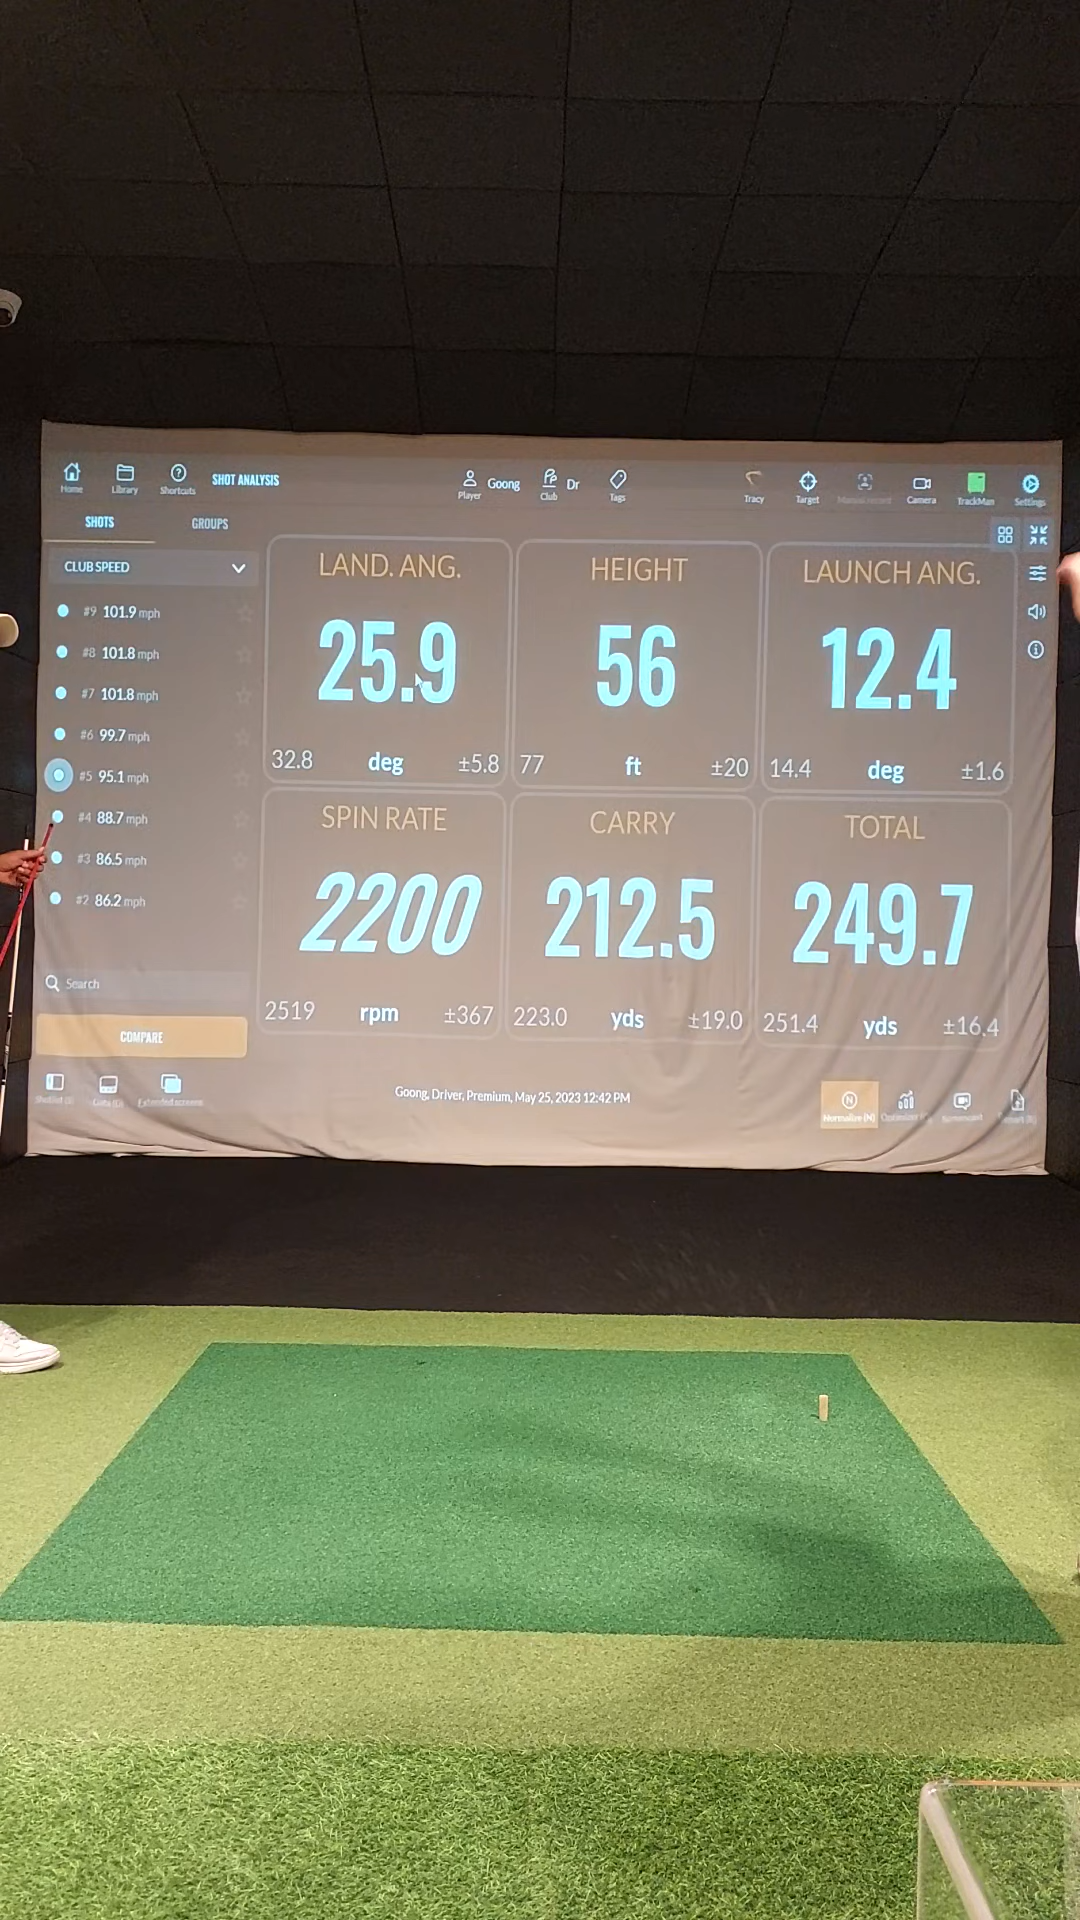 Home Library Shortcuts SHOT ANALYSIS Player Goong Club Dr Tags Tracy Target Camera TrackMan Settings
SHOTS GROUPS
CLUB SPEED
#9 101.9 mph
#8 101.8 mph
#7 101.8 mph
#6 99.7 mph
#5 95.1 mph
#4 88.7 mph
#3 86.5 mph
#2 86.2 mph
Search
COMPARE
LAND. ANG.
25.9
32.8 deg ±5.8
HEIGHT
56
77 ft ±20
LAUNCH ANG.
12.4
14.4 deg ±1.6
SPIN RATE
2200
2519 rpm ±367
CARRY
212.5
223.0 yds ±19.0
TOTAL
249.7
251.4 yds ±16.4
Extended screens
Goong, Driver, Premium, May 25, 2023 12:42 PM
N
Normalize (N)